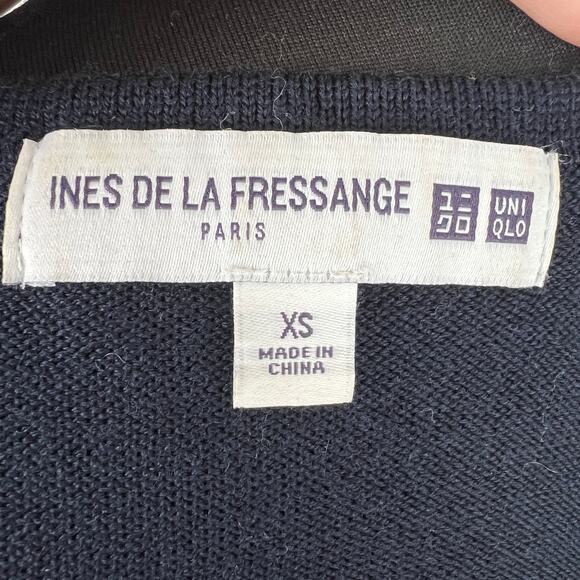 INES DE LA FRESSANGE
PARIS
ユニ
クロ
UNI
QLO
XS
MADE IN
CHINA